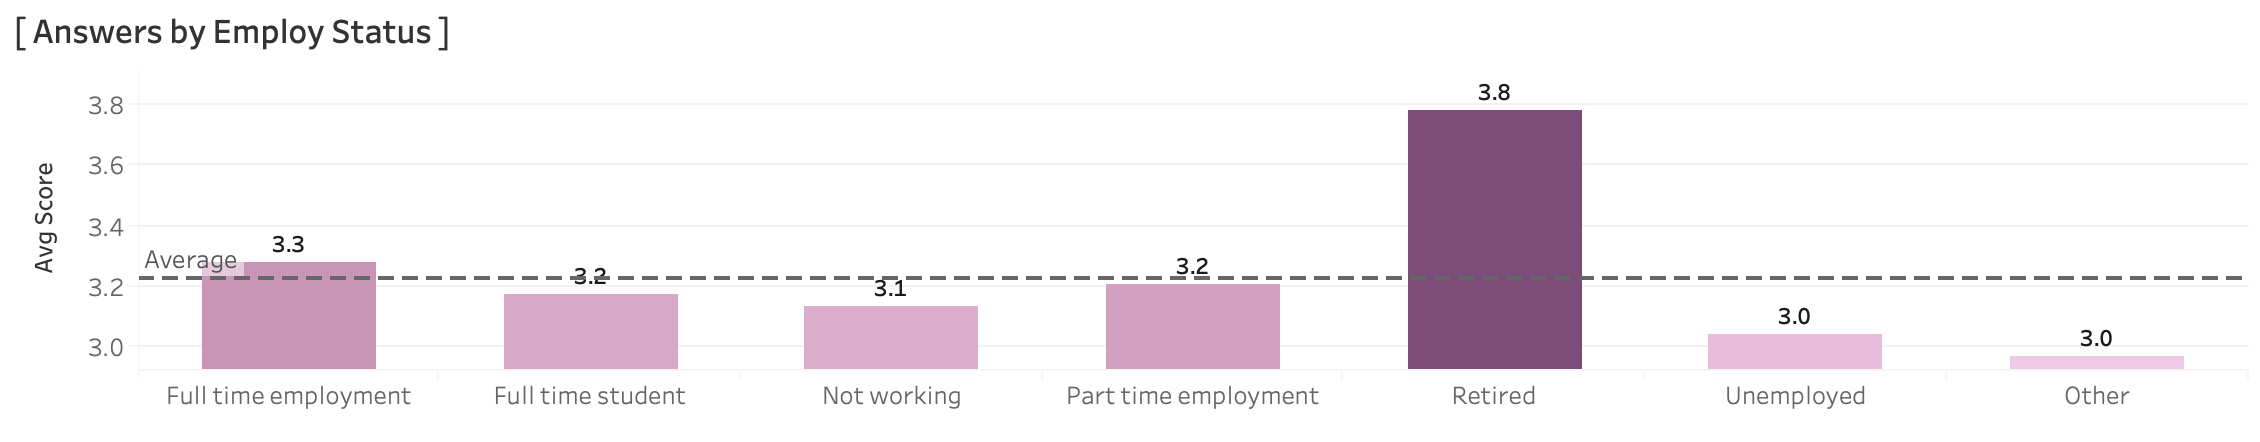 [ Answers by Employ Status ]
Avg Score
3.8
3.6
3.4
3.2
3.0
Average
3.3
3.2
3.1
3.2
3.8
3.0
3.0
Full time employment
Full time student
Not working
Part time employment
Retired
Unemployed
Other